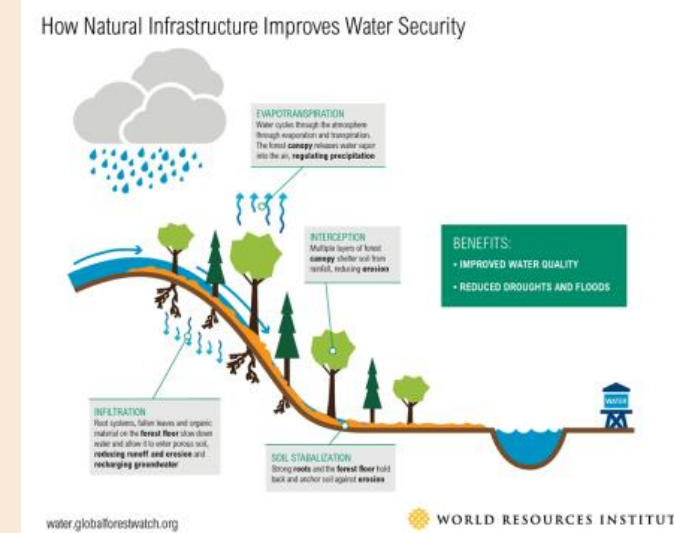 How Natural Infrastructure Improves Water Security
EVAPOTRANSPIRATION
Water cycles through the atmosphere
through evaporation and transpiration.
The forest canopy releases water vapor
into the air, regulating precipitation
INTERCEPTION
Multiple layers of forest
canopy shelter soil from
rainfall, reducing erosion
BENEFITS:
• IMPROVED WATER QUALITY
• REDUCED DROUGHTS AND FLOODS
WATER
INFILTRATION
Root systems, fallen leaves and organic
material on the forest floor slow down
water and allow it to enter porous soil,
reducing runoff and erosion and
recharging groundwater
SOIL STABALIZATION
Strong roots and the forest floor hold
back and anchor soil against erosion
water.globalforestwatch.org
WORLD RESOURCES INSTITUT